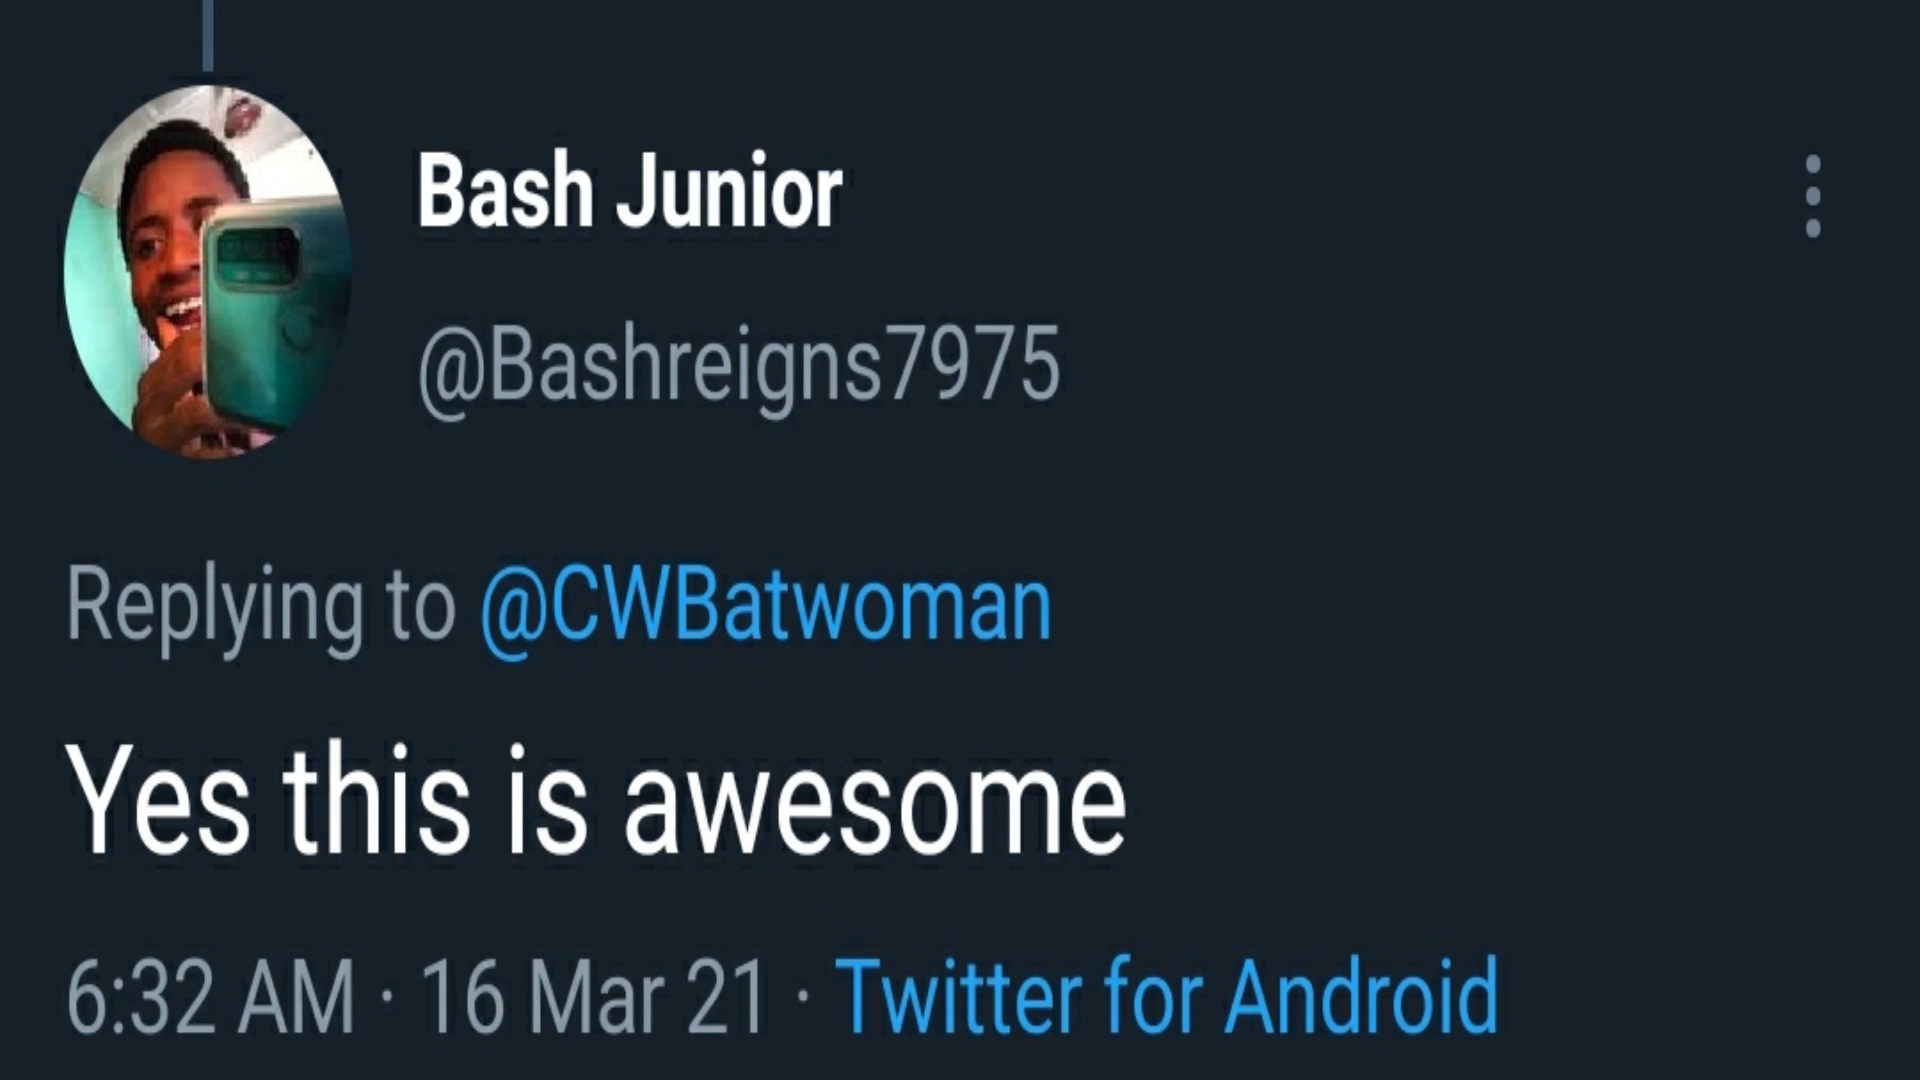 Bash Junior
@Bashreigns7975
Replying to @CWBatwoman
Yes this is awesome
6:32 AM · 16 Mar 21 · Twitter for Android